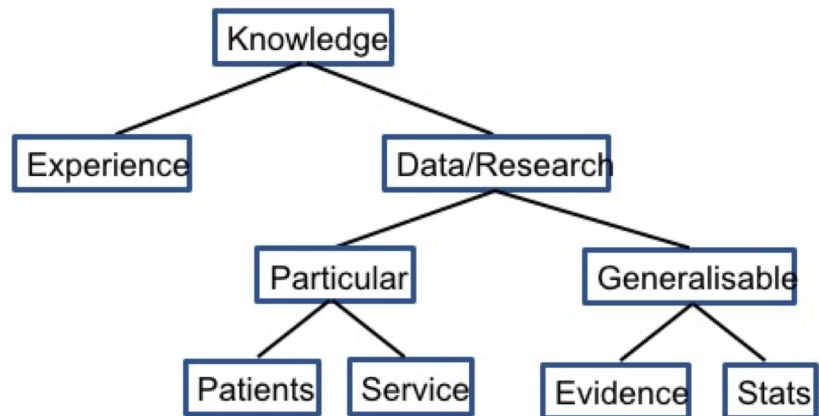 Knowledge
Experience
Data/Research
Particular
Generalisable
Patients
Service
Evidence
Stats